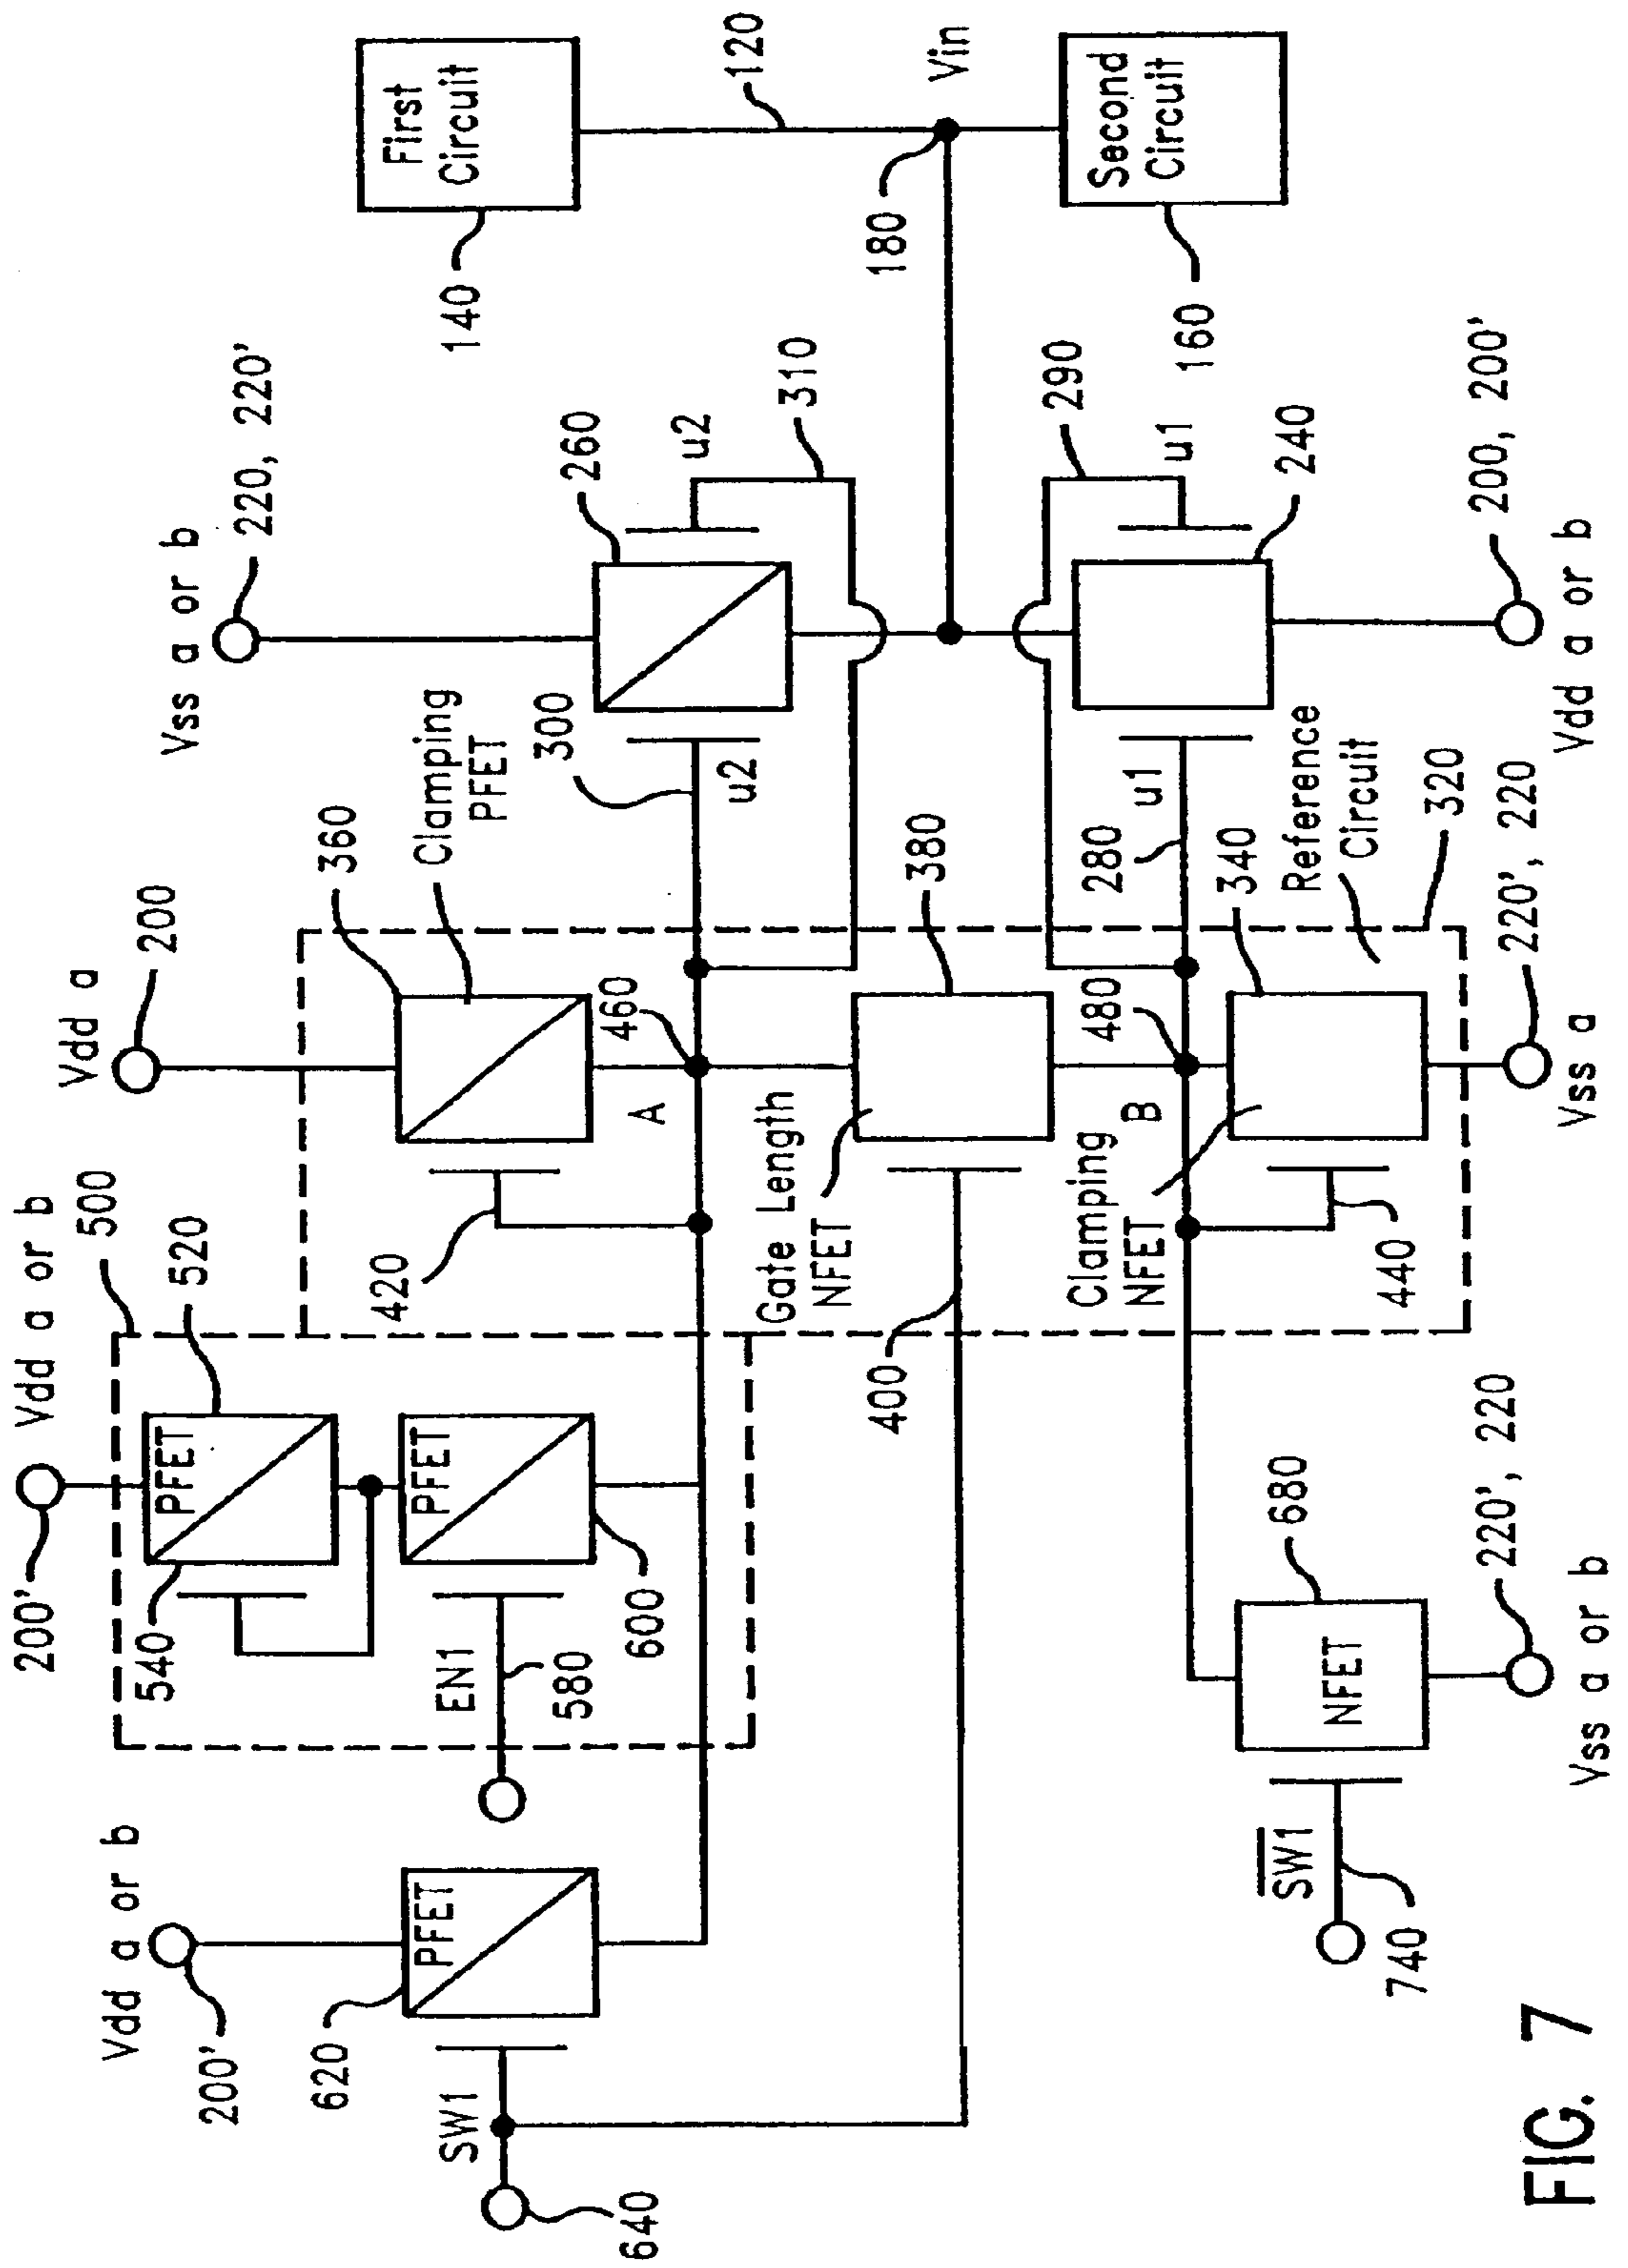 200'
Vdd a or b
500
520
540
PFET
PFET
EN1
580
600
Vdd a or b
200'
620
PFET
SW1
640
Vdd a
200
360
Clamping
PFET
420
A
460
300
u2
Vss a or b
220, 220'
260
u2
310
First
Circuit
140
120
180
Vin
Second
Circuit
160
Gate Length
NFET
380
400
B
480
280
u1
290
u1
240
200, 200'
Vdd a or b
Clamping
NFET
440
340
Reference
Circuit
320
220', 220
Vss a
680
NFET
SW1
740
220', 220
Vss a or b
FIG. 7